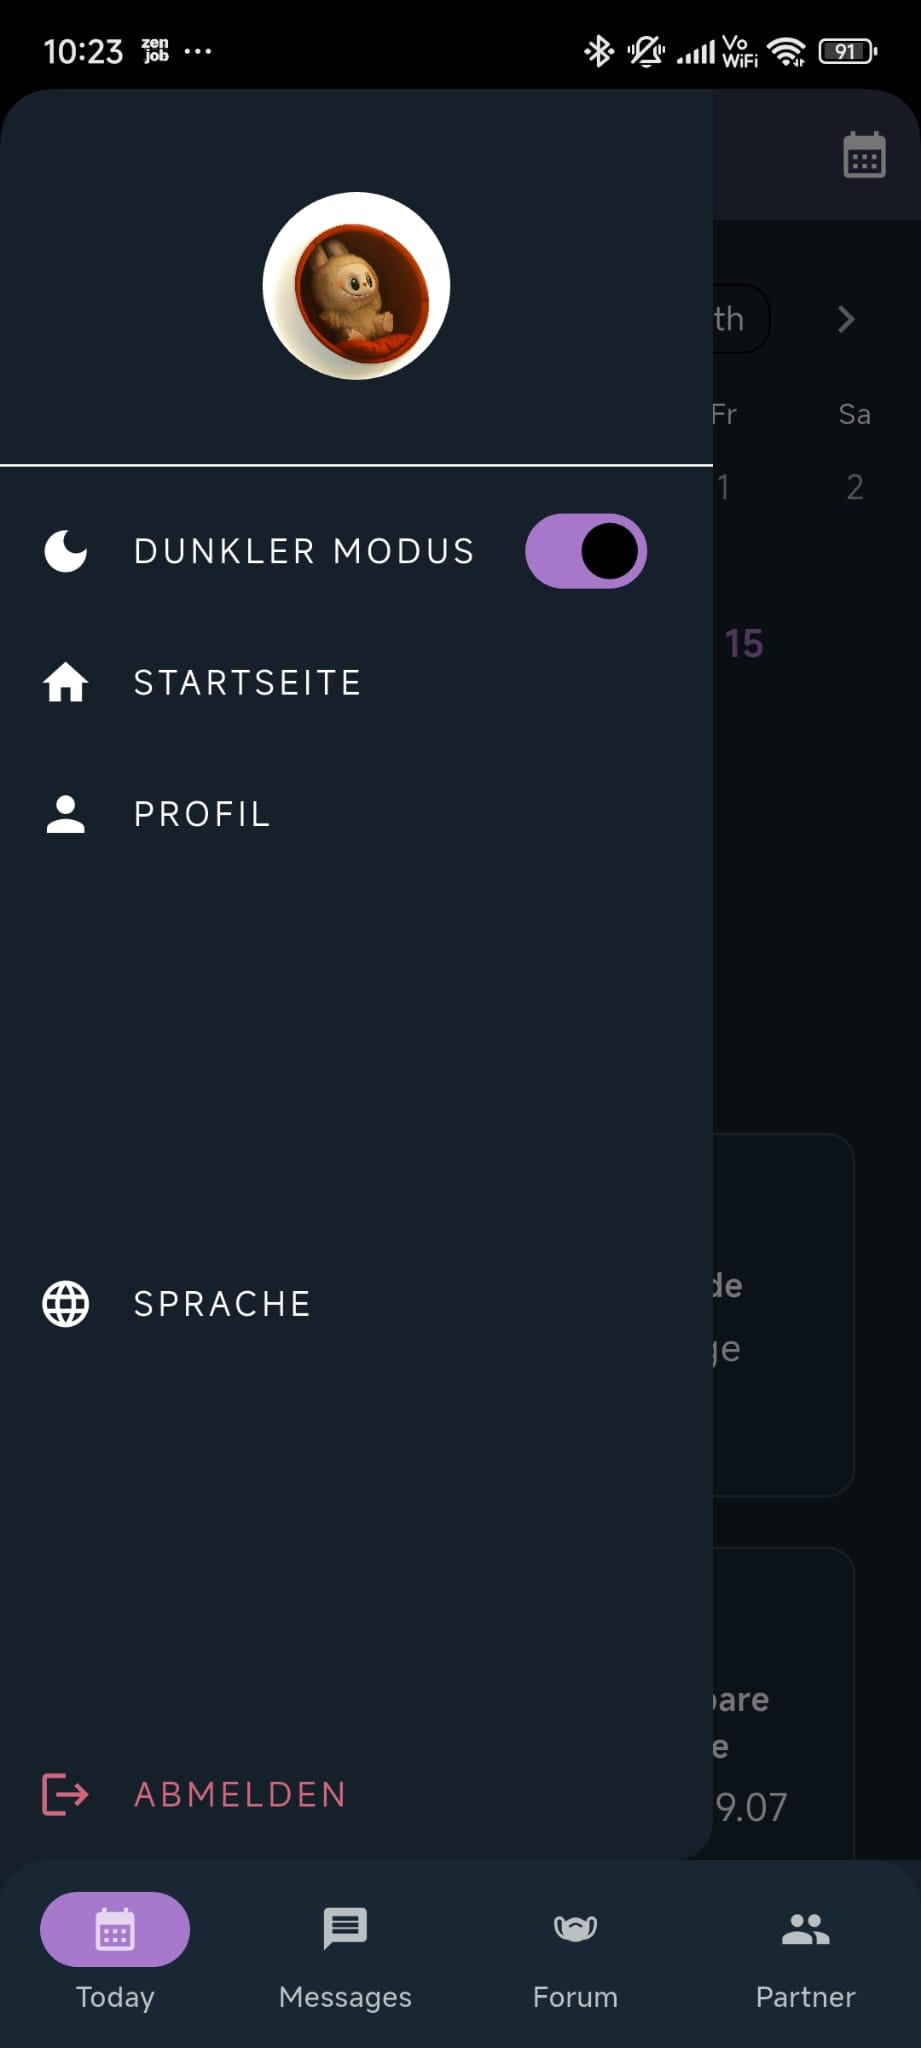 10:23 zen job ... Vo WiFi 91
th
Fr Sa
1 2
DUNKLER MODUS
15
STARTSEITE
PROFIL
de
SPRACHE
ge
are
e
ABMELDEN
9.07
Today Messages Forum Partner